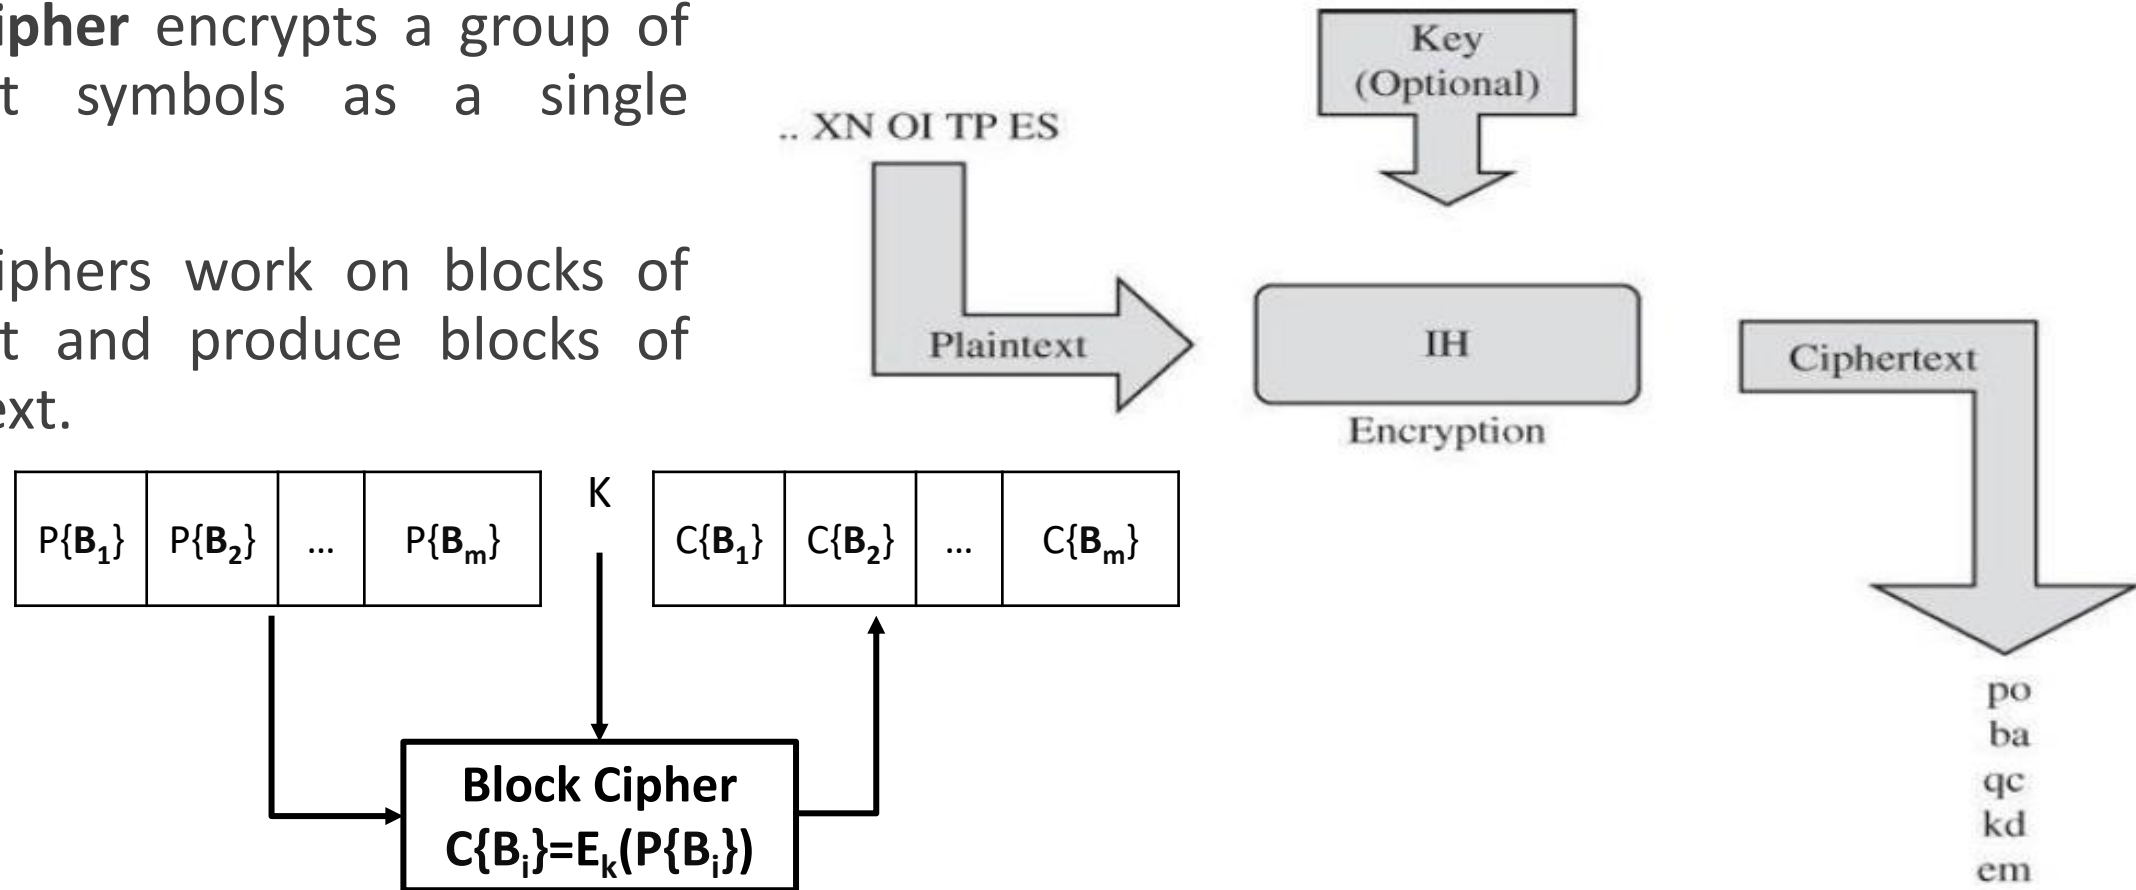 ipher encrypts a group of
t symbols as a single
iphers work on blocks of
t and produce blocks of
ext.
Key
(Optional)
.. XN OI TP ES
Plaintext
IH
Encryption
Ciphertext
po
ba
qc
kd
em
P{B₁} P{B₂} ... P{Bₘ}
K
C{B₁} C{B₂} ... C{Bₘ}
Block Cipher
C{Bᵢ}=Eₖ(P{Bᵢ})